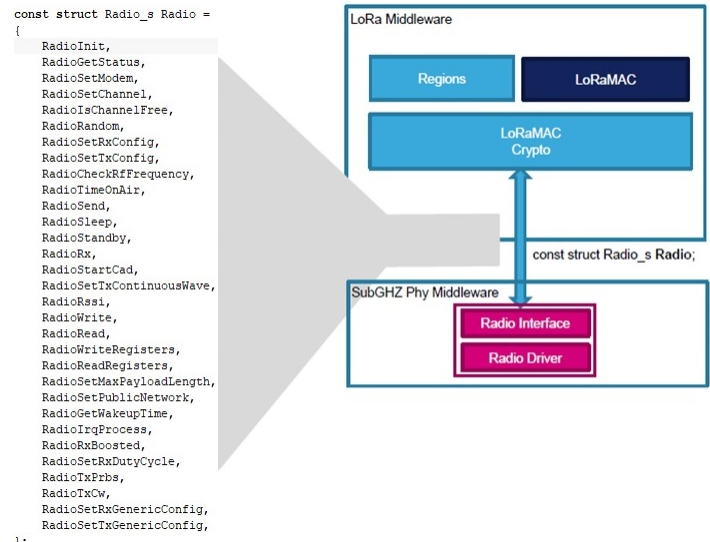 const struct Radio_s Radio =
{
RadioInit,
RadioGetStatus,
RadioSetModem,
RadioSetChannel,
RadioIsChannelFree,
RadioRandom,
RadioSetRxConfig,
RadioSetTxConfig,
RadioCheckRfFrequency,
RadioTimeOnAir,
RadioSend,
RadioSleep,
RadioStandby,
RadioRx,
RadioStartCad,
RadioSetTxContinuousWave,
RadioRssi,
RadioWrite,
RadioRead,
RadioWriteRegisters,
RadioReadRegisters,
RadioSetMaxPayloadLength,
RadioSetPublicNetwork,
RadioGetWakeupTime,
RadioIrqProcess,
RadioRxBoosted,
RadioSetRxDutyCycle,
RadioTxPrbs,
RadioTxCw,
RadioSetRxGenericConfig,
RadioSetTxGenericConfig,
};
LoRa Middleware
Regions
LoRaMAC
LoRaMAC
Crypto
const struct Radio_s Radio;
SubGHZ Phy Middleware
Radio Interface
Radio Driver